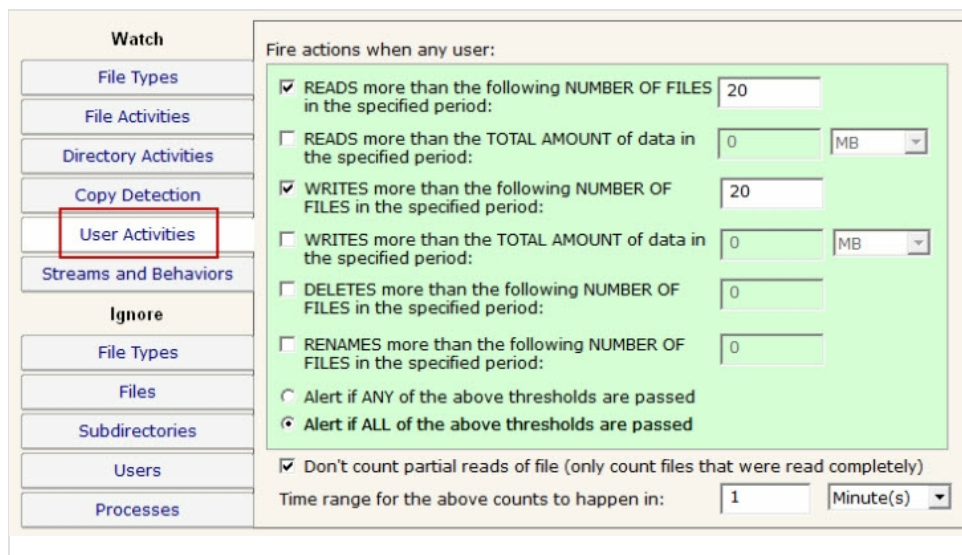 Watch
File Types
File Activities
Directory Activities
Copy Detection
User Activities
Streams and Behaviors
Ignore
File Types
Files
Subdirectories
Users
Processes
Fire actions when any user:
READS more than the following NUMBER OF FILES 20
in the specified period:
READS more than the TOTAL AMOUNT of data in 0 MB
the specified period:
WRITES more than the following NUMBER OF 20
FILES in the specified period:
WRITES more than the TOTAL AMOUNT of data in 0 MB
the specified period:
DELETES more than the following NUMBER OF 0
FILES in the specified period:
RENAMES more than the following NUMBER OF 0
FILES in the specified period:
Alert if ANY of the above thresholds are passed
Alert if ALL of the above thresholds are passed
Don't count partial reads of file (only count files that were read completely)
Time range for the above counts to happen in: 1 Minute(s)